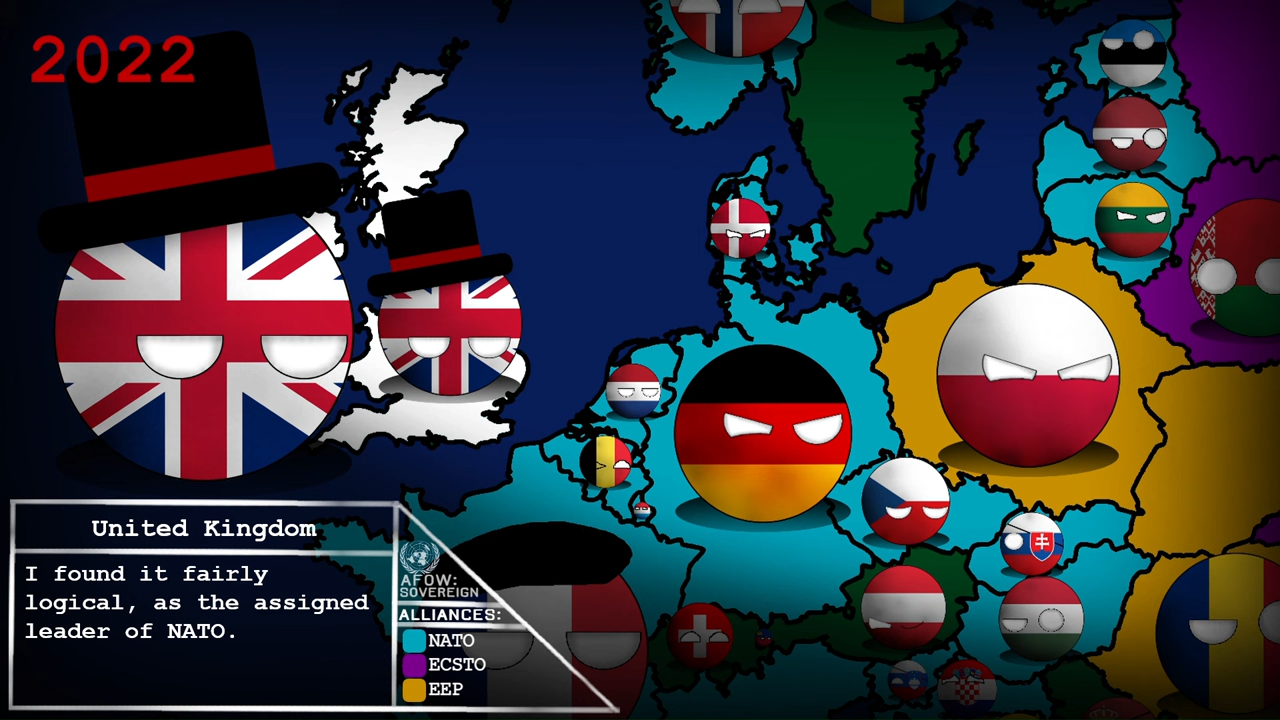 2022
United Kingdom
I found it fairly
logical, as the assigned
leader of NATO.
AFOW:
SOVEREIGN
ALLIANCES:
NATO
ECSTO
EEP